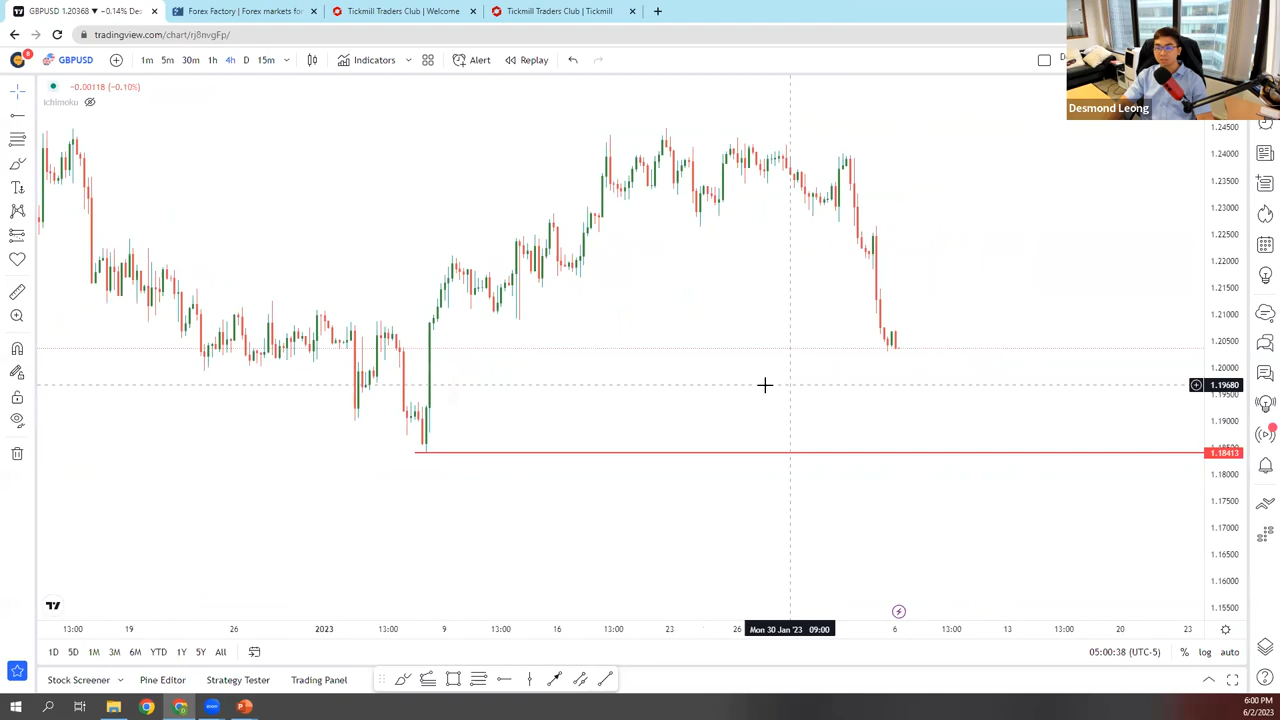 GBPUSD 1.20368 ▼ −0.14% De
Forex Factory | Forex markets for
Tickmill Traders Club | Welcome
Tickmill Traders Club | Tickmill
tradingview.com/chart/rj8nvgFp/
8
GBPUSD
1m 5m 30m 1h 4h D 15m
Indicators
Alert
Replay
−0.00118 (−0.10%)
Ichimoku
Desmond Leong
1.24500
1.24000
1.23500
1.23000
1.22500
1.22000
1.21500
1.21000
1.20500
1.20000
1.19680
1.19500
1.19000
1.18413
1.18000
1.17500
1.17000
1.16500
1.16000
1.15500
13:00 19 26 2023 13:00 9 13:00 16 13:00 23 26 Mon 30 Jan '23 09:00 6 13:00 13 13:00 20 23
1D 5D 1M 3M 6M YTD 1Y 5Y All
05:00:38 (UTC-5) % log auto
Stock Screener Pine Editor Strategy Tester Trading Panel
6:00 PM
6/2/2023